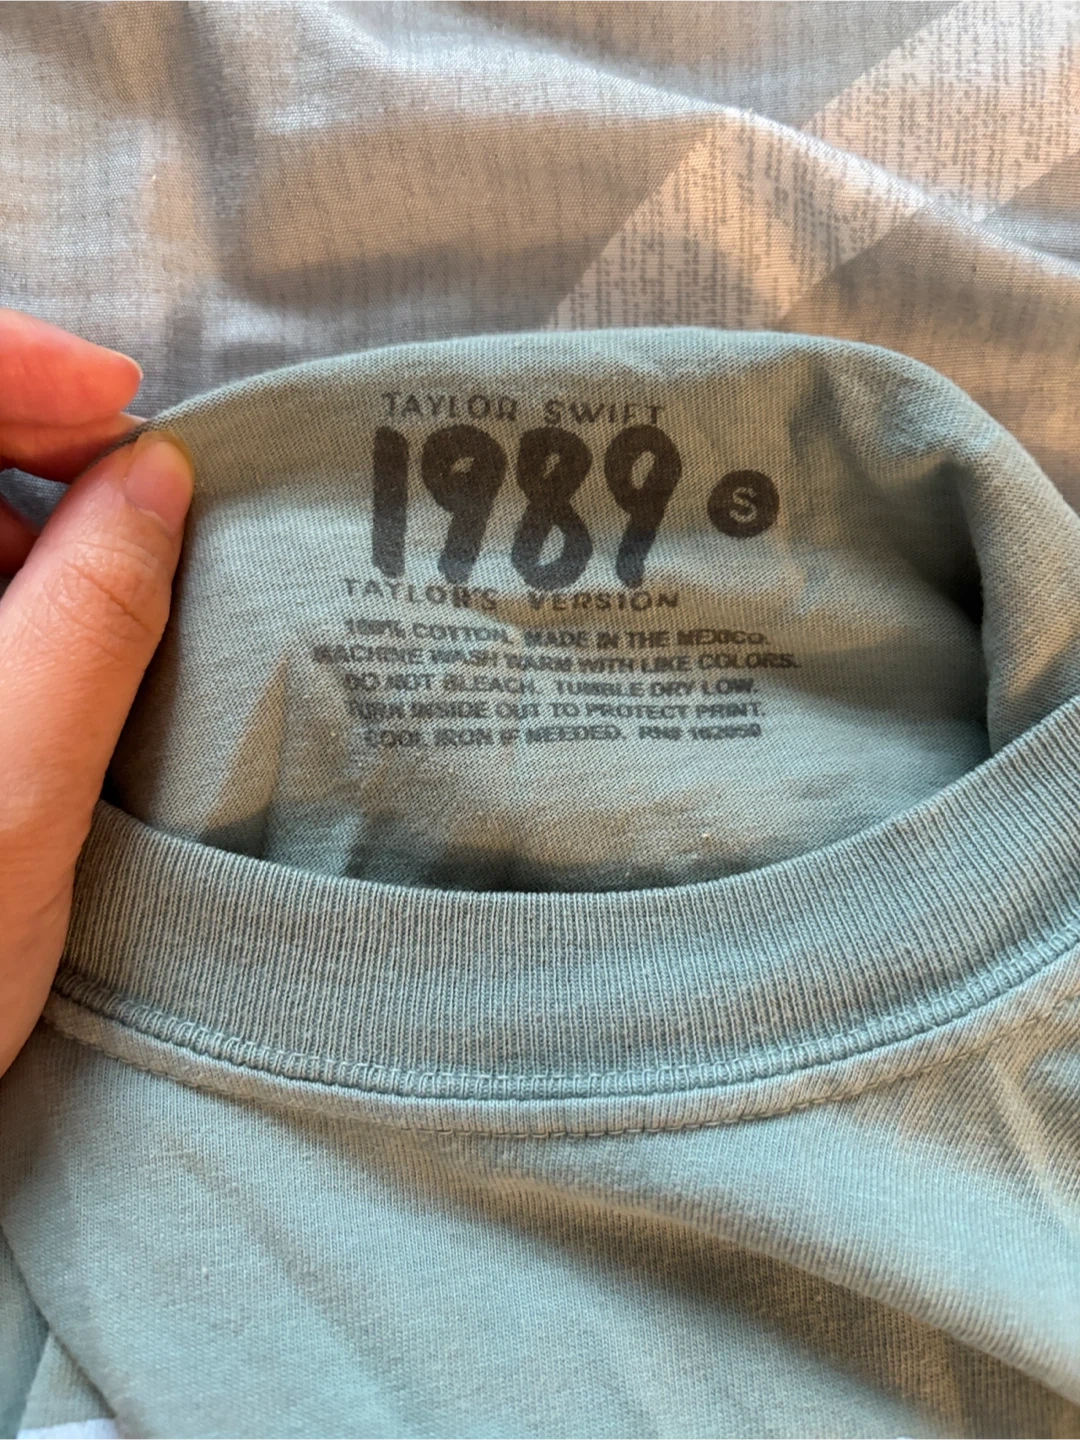 TAYLOR SWIFT
1989 S
TAYLOR'S VERSION
100% COTTON. MADE IN THE MEXICO.
MACHINE WASH WARM WITH LIKE COLORS.
DO NOT BLEACH. TUMBLE DRY LOW.
TURN INSIDE OUT TO PROTECT PRINT.
COOL IRON IF NEEDED. RN#